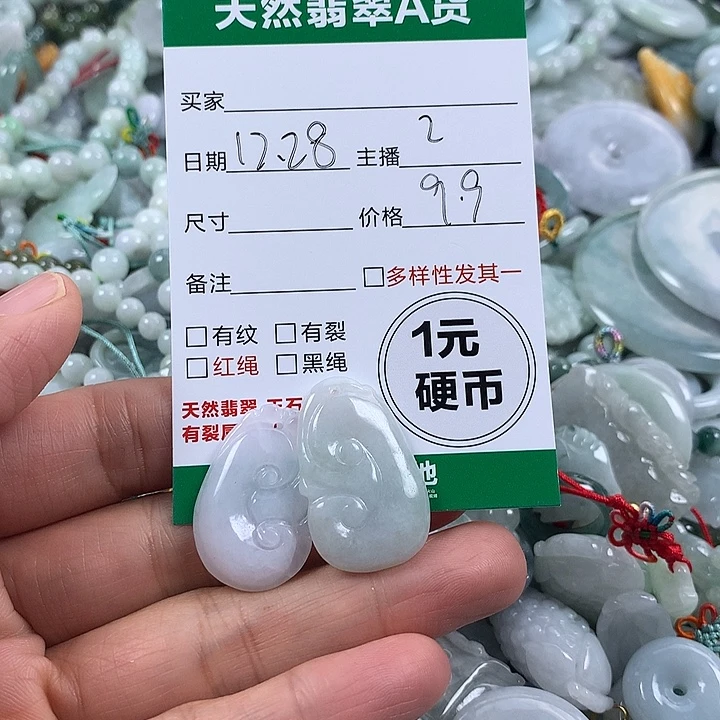 天然翡翠A货
买家
日期 12.28 主播 2
尺寸 价格 9.9
备注 □多样性发其一
□有纹 □有裂
□红绳 □黑绳
1元
硬币
天然翡翠
有裂
地